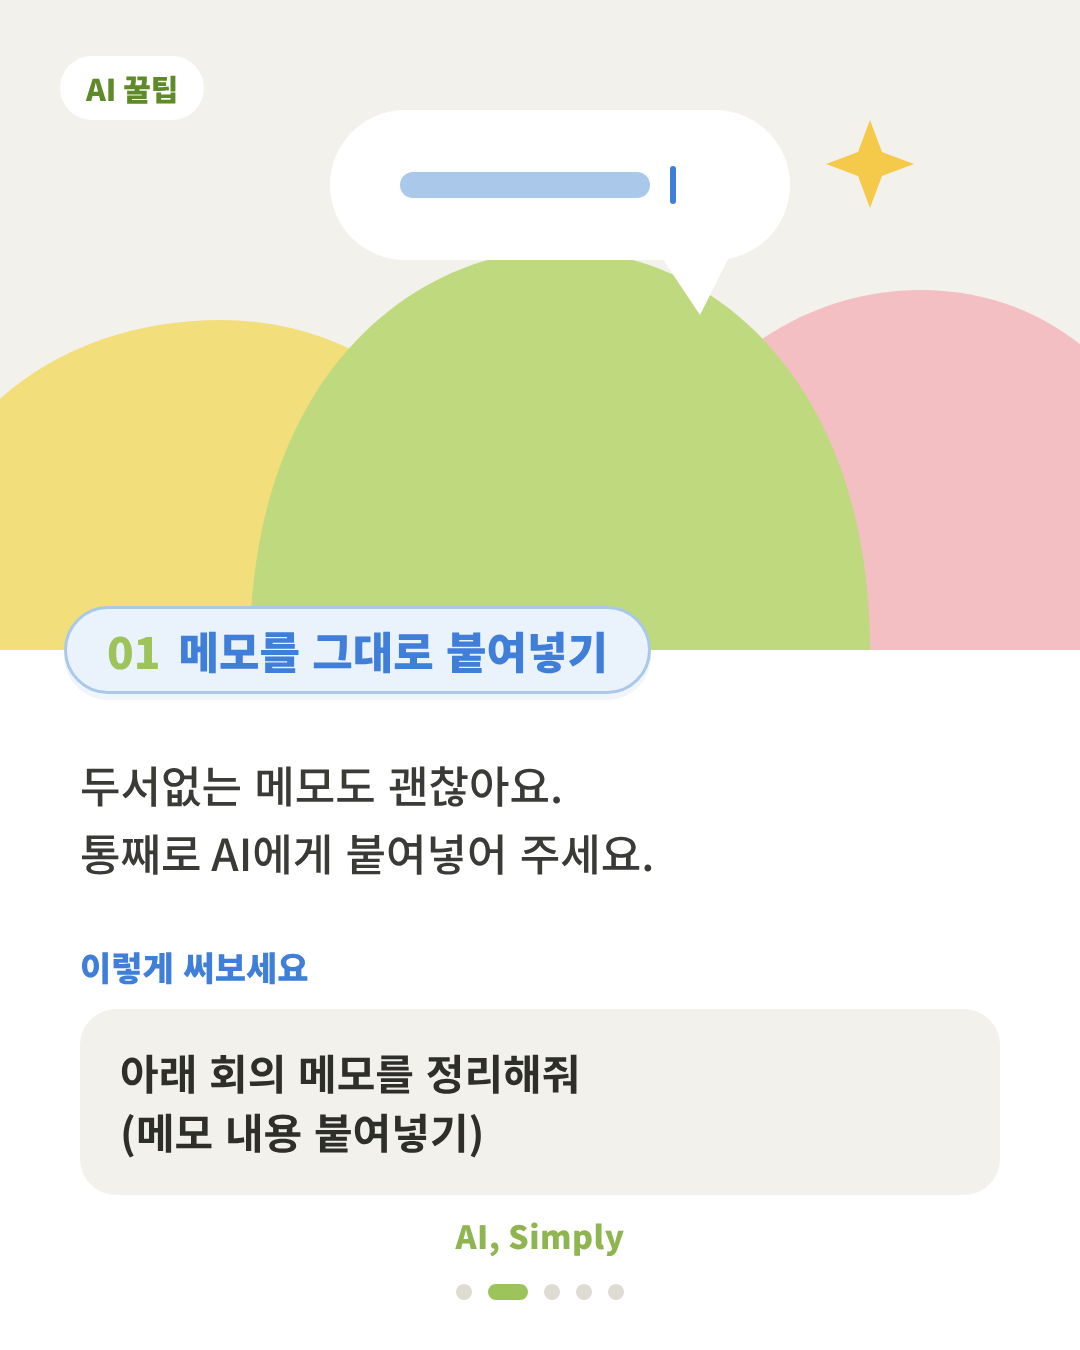 AI 꿀팁
01 메모를 그대로 붙여넣기
두서없는 메모도 괜찮아요.
통째로 AI에게 붙여넣어 주세요.
이렇게 써보세요
아래 회의 메모를 정리해줘
(메모 내용 붙여넣기)
AI, Simply